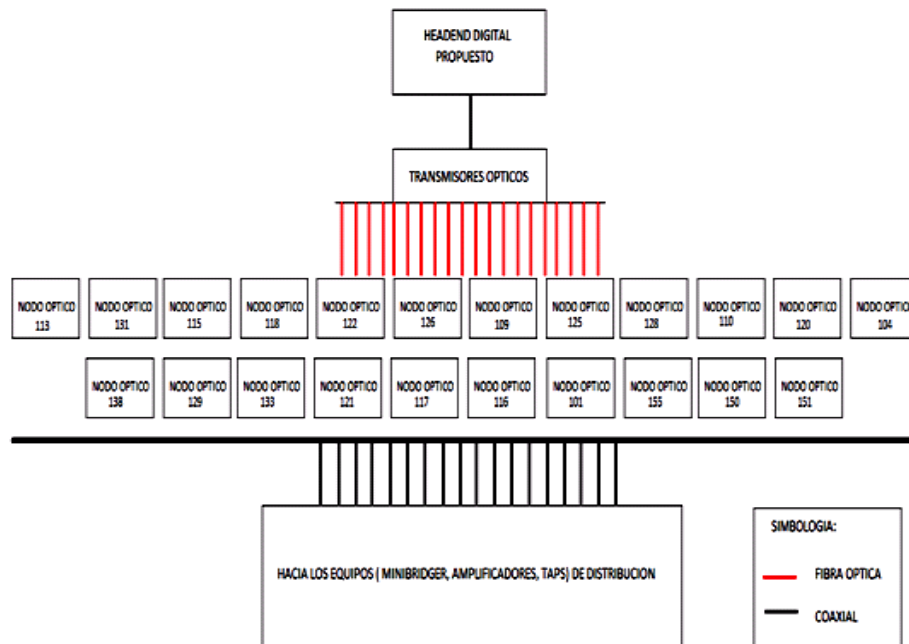 HEADEND DIGITAL
PROPUESTO
TRANSMISORES OPTICOS
NODO OPTICO
113
NODO OPTICO
131
NODO OPTICO
115
NODO OPTICO
118
NODO OPTICO
122
NODO OPTICO
126
NODO OPTICO
109
NODO OPTICO
125
NODO OPTICO
128
NODO OPTICO
110
NODO OPTICO
120
NODO OPTIC
104
NODO OPTICO
138
NODO OPTICO
129
NODO OPTICO
133
NODO OPTICO
121
NODO OPTICO
117
NODO OPTICO
116
NODO OPTICO
101
NODO OPTICO
155
NODO OPTICO
150
NODO OPTICO
151
HACIA LOS EQUIPOS ( MINIBRIDGER, AMPLIFICADORES, TAPS) DE DISTRIBUCION
SIMBOLOGIA:
FIBRA OPTICA
COAXIAL